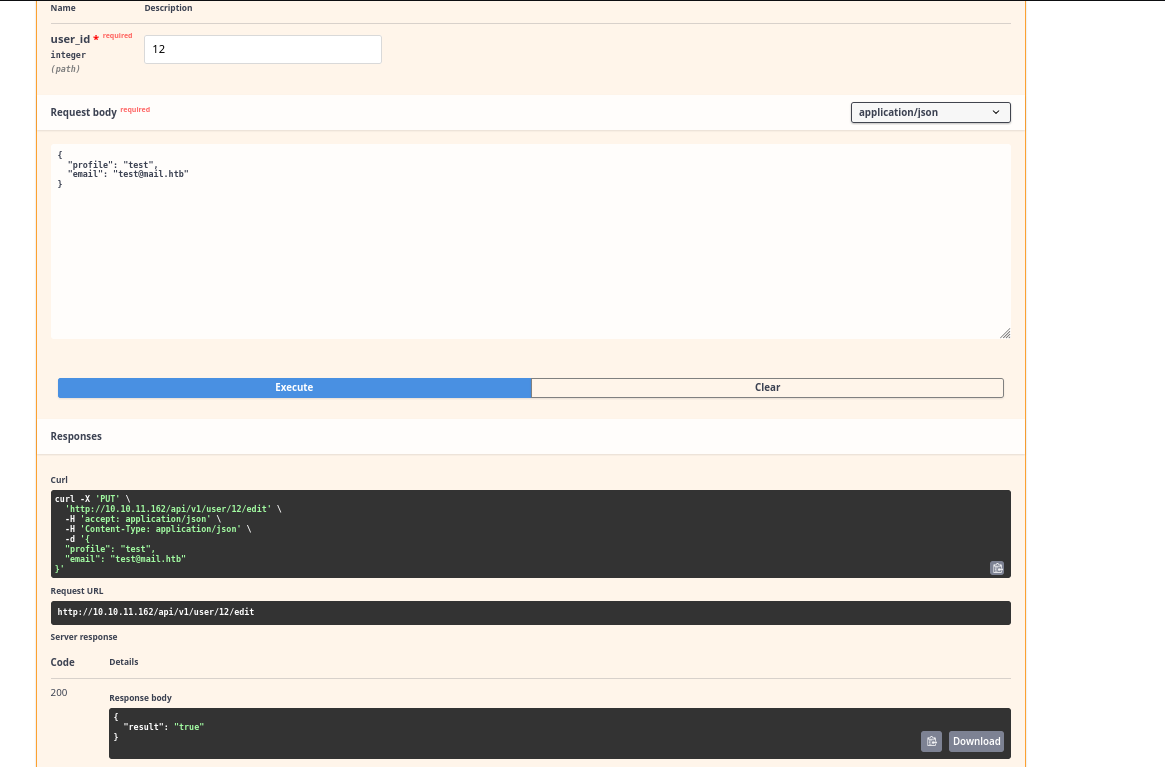 Name Description
user_id * required
integer
(path)
12
Request body required
application/json
{
  "profile": "test",
  "email": "test@mail.htb"
}
Execute Clear
Responses
Curl
curl -X 'PUT' \
  'http://10.10.11.162/api/v1/user/12/edit' \
  -H 'accept: application/json' \
  -H 'Content-Type: application/json' \
  -d '{
  "profile": "test",
  "email": "test@mail.htb"
}'
Request URL
http://10.10.11.162/api/v1/user/12/edit
Server response
Code Details
200
Response body
{
  "result": "true"
}
Download